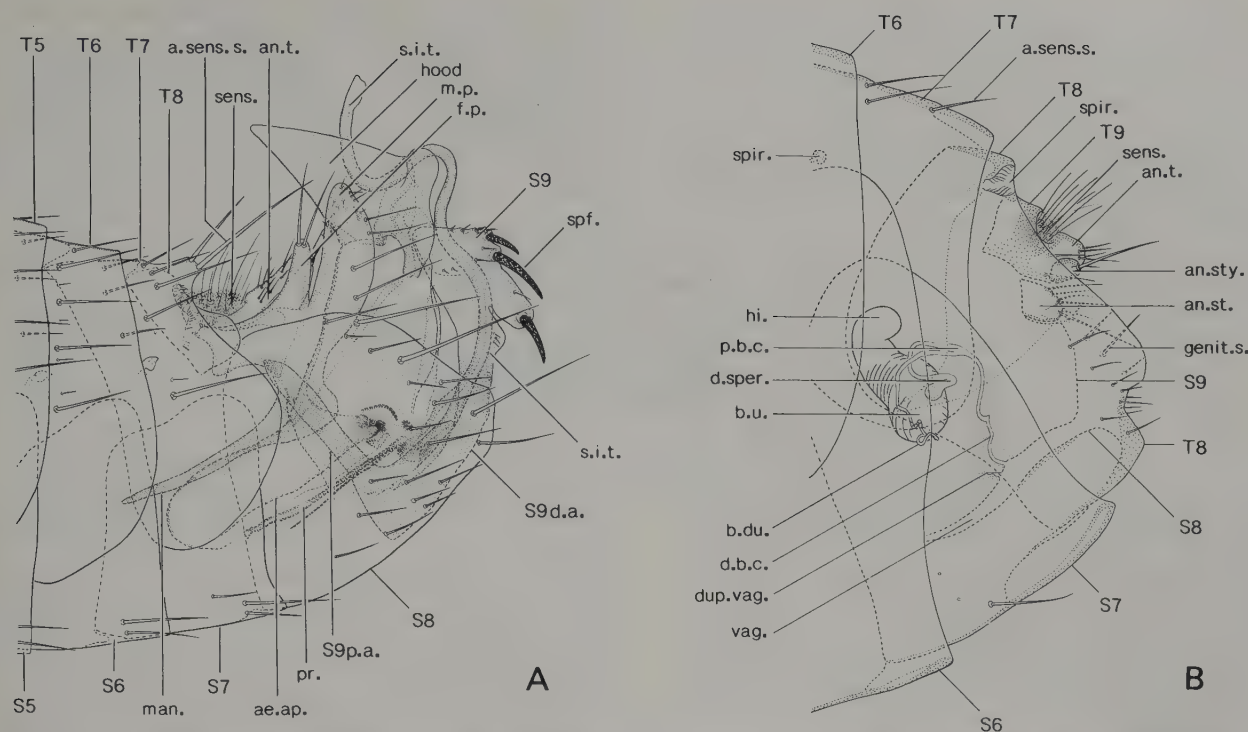 T5 T6 T7 a.sens.s. an.t.
T8 sens.
s.i.t.
hood
m.p.
f.p.
S9
spf.
s.i.t.
S9d.a.
S8
S9p.a.
pr.
ae.ap.
S7
man.
S6
S5
A
T6
T7
a.sens.s.
T8
spir.
T9
sens.
an.t.
spir.
an.sty.
an.st.
hi.
p.b.c.
genit.s.
d.sper.
S9
b.u.
T8
b.du.
S8
d.b.c.
dup.vag.
S7
vag.
B
S6